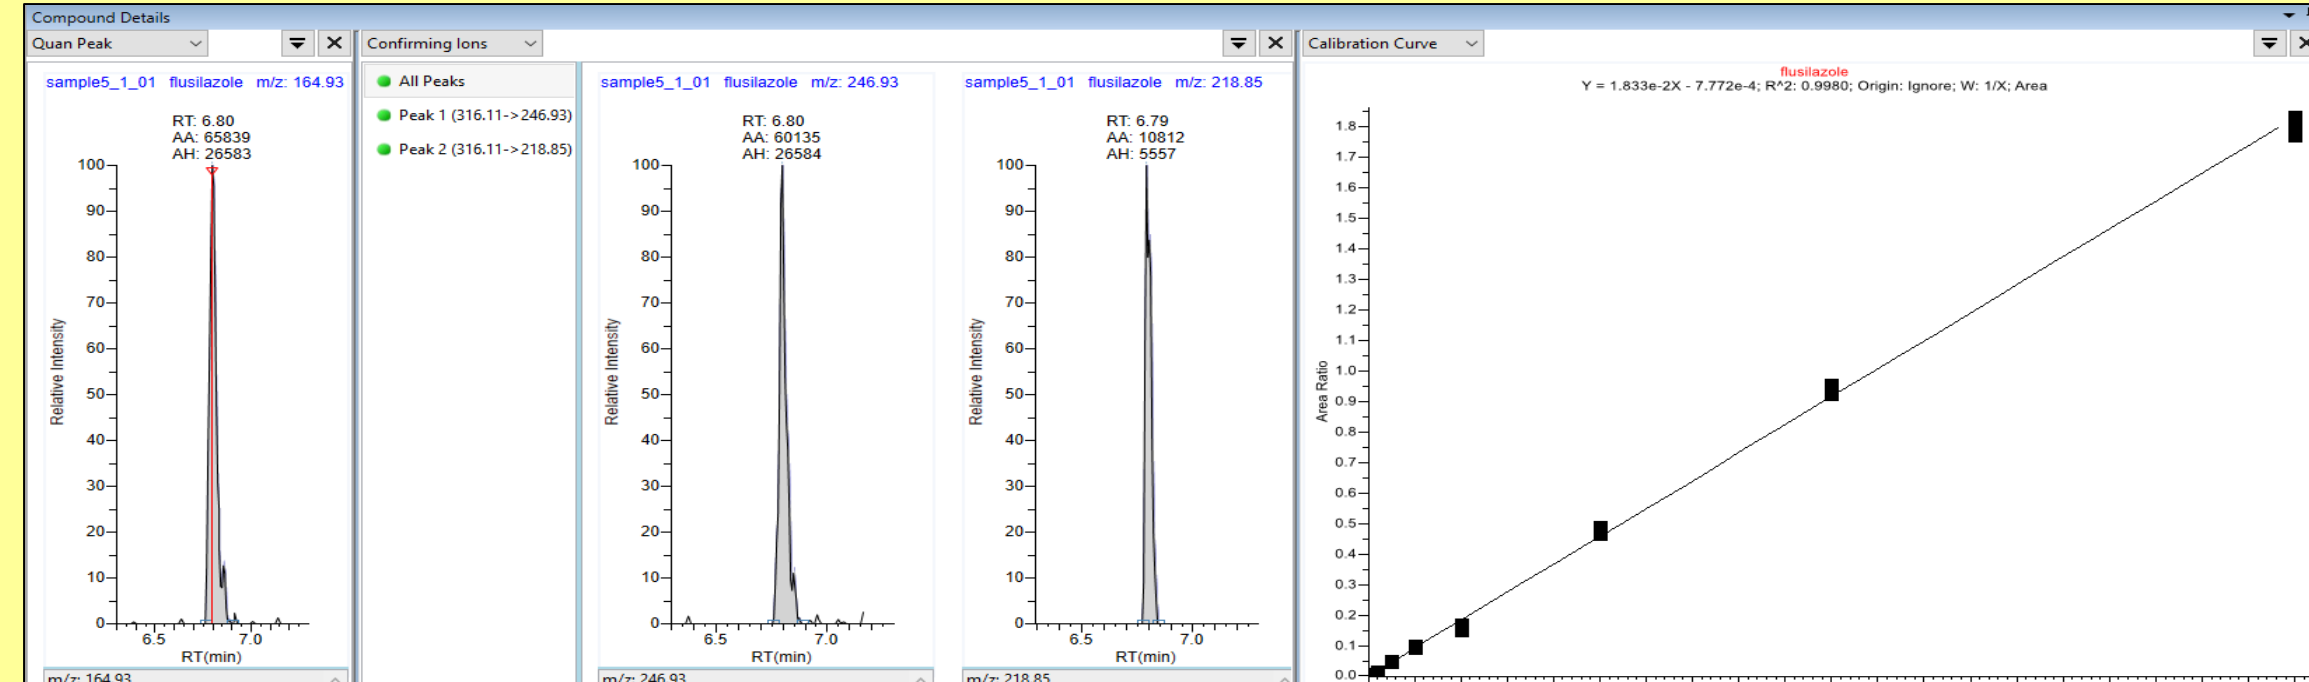 Compound Details
Quan Peak
Confirming Ions
Calibration Curve
sample5_1_01 flusilazole m/z: 164.93
RT: 6.80
AA: 65839
AH: 26583
100
90
80
70
60
50
40
30
20
10
0
Relative Intensity
6.5 7.0
RT(min)
m/z: 164.93
All Peaks
Peak 1 (316.11->246.93)
Peak 2 (316.11->218.85)
sample5_1_01 flusilazole m/z: 246.93
RT: 6.80
AA: 60135
AH: 26584
100
90
80
70
60
50
40
30
20
10
0
Relative Intensity
6.5 7.0
RT(min)
m/z: 246.93
sample5_1_01 flusilazole m/z: 218.85
RT: 6.79
AA: 10812
AH: 5557
100
90
80
70
60
50
40
30
20
10
0
Relative Intensity
6.5 7.0
RT(min)
m/z: 218.85
flusilazole
Y = 1.833e-2X - 7.772e-4; R^2: 0.9980; Origin: Ignore; W: 1/X; Area
1.8
1.7
1.6
1.5
1.4
1.3
1.2
1.1
1.0
0.9
0.8
0.7
0.6
0.5
0.4
0.3
0.2
0.1
0.0
Area Ratio